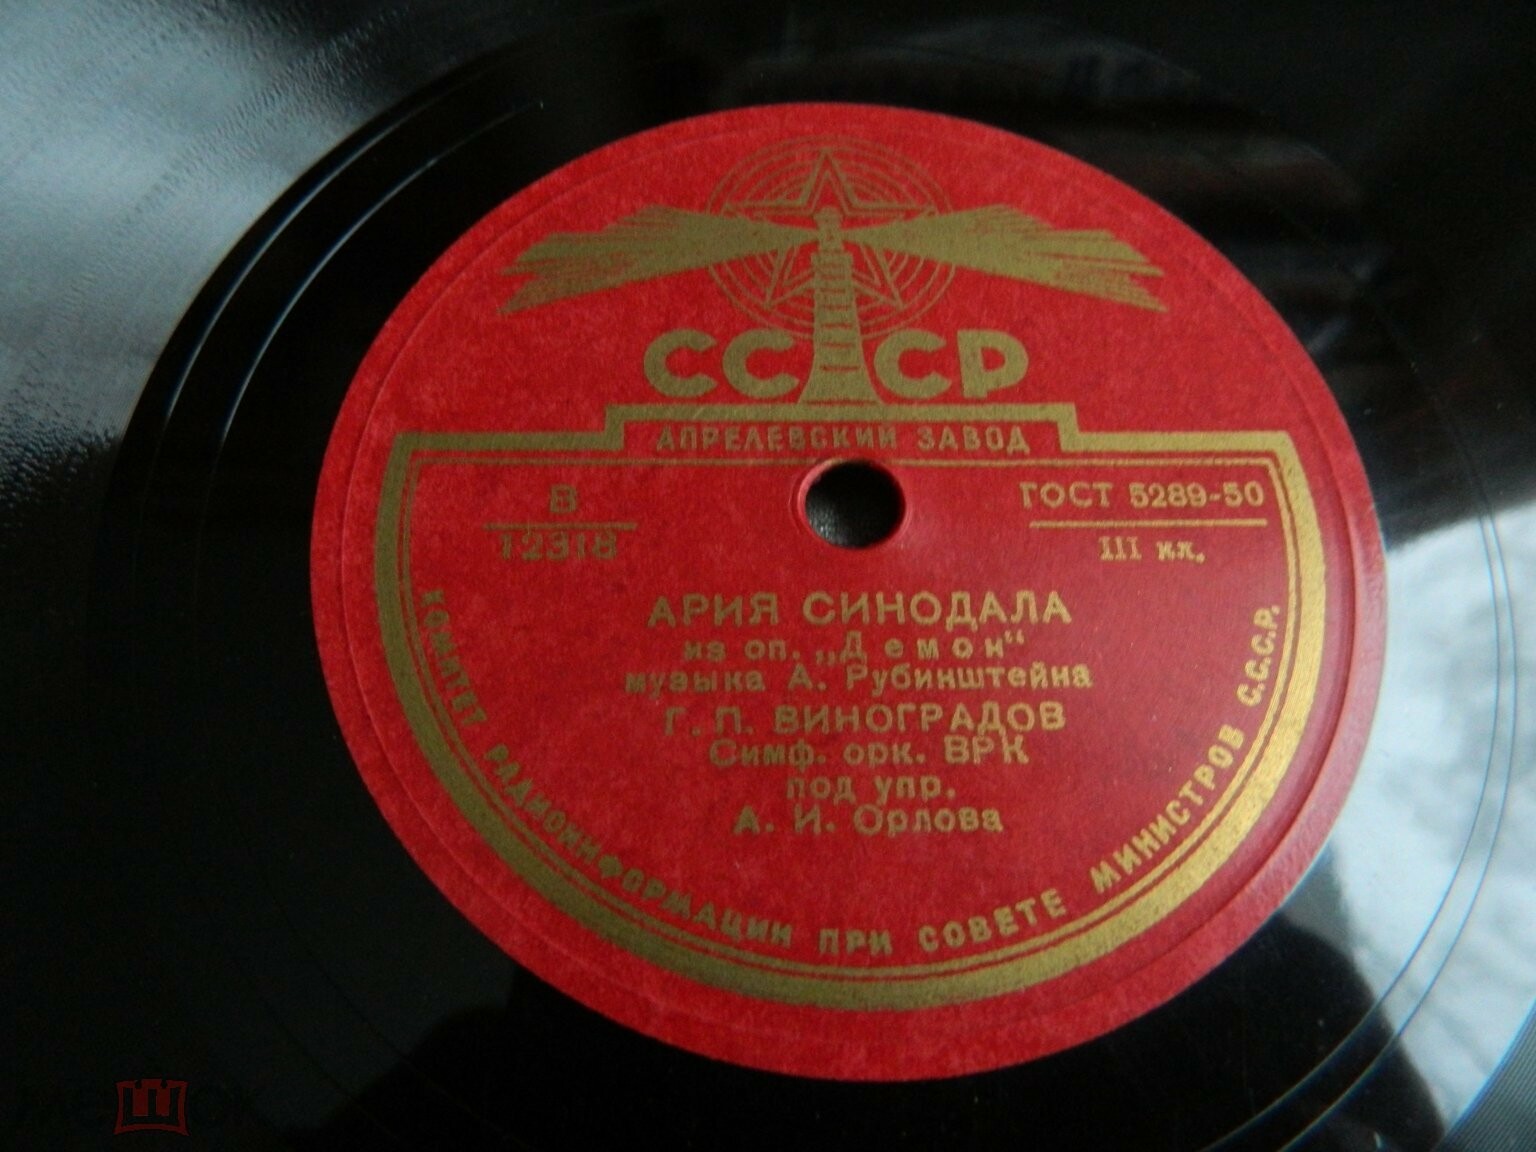 СССР
АПРЕЛЕВСКИЙ ЗАВОД
В
12318
ГОСТ 5289-50
III кл.
АРИЯ СИНОДАЛА
из оп. „Демон“
музыка А. Рубинштейна
Г. П. ВИНОГРАДОВ
Симф. орк. ВРК
под упр.
А. И. Орлова
КОМИТЕТ РАДИОИНФОРМАЦИИ ПРИ СОВЕТЕ МИНИСТРОВ С.С.С.Р.